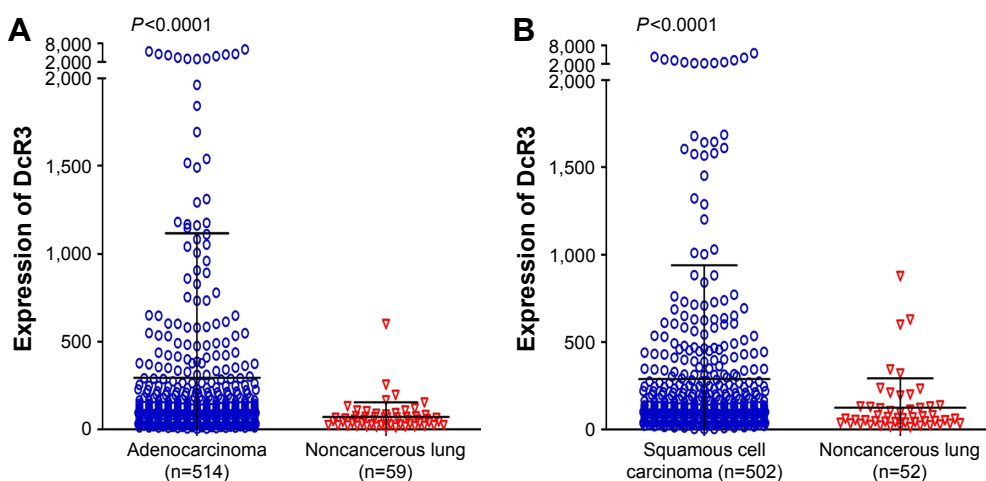 A
P<0.0001
8,000
2,000
2,000
1,500
1,000
500
0
Expression of DcR3
Adenocarcinoma
(n=514)
Noncancerous lung
(n=59)
B
P<0.0001
8,000
2,000
2,000
1,500
1,000
500
0
Expression of DcR3
Squamous cell
carcinoma (n=502)
Noncancerous lung
(n=52)